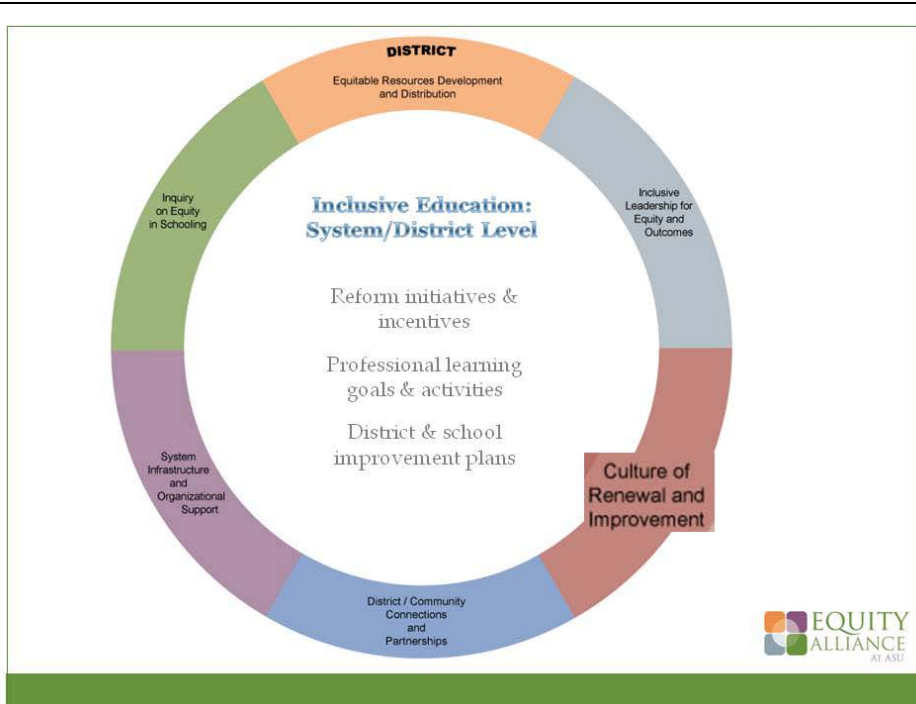 DISTRICT
Equitable Resources Development
and Distribution
Inclusive
Leadership for
Equity and
Outcomes
Culture of
Renewal and
Improvement
District / Community
Connections
and
Partnerships
System
Infrastructure
and
Organizational
Support
Inquiry
on Equity
in Schooling
Inclusive Education:
System/District Level
Reform initiatives &
incentives
Professional learning
goals & activities
District & school
improvement plans
EQUITY
ALLIANCE
AT ASU